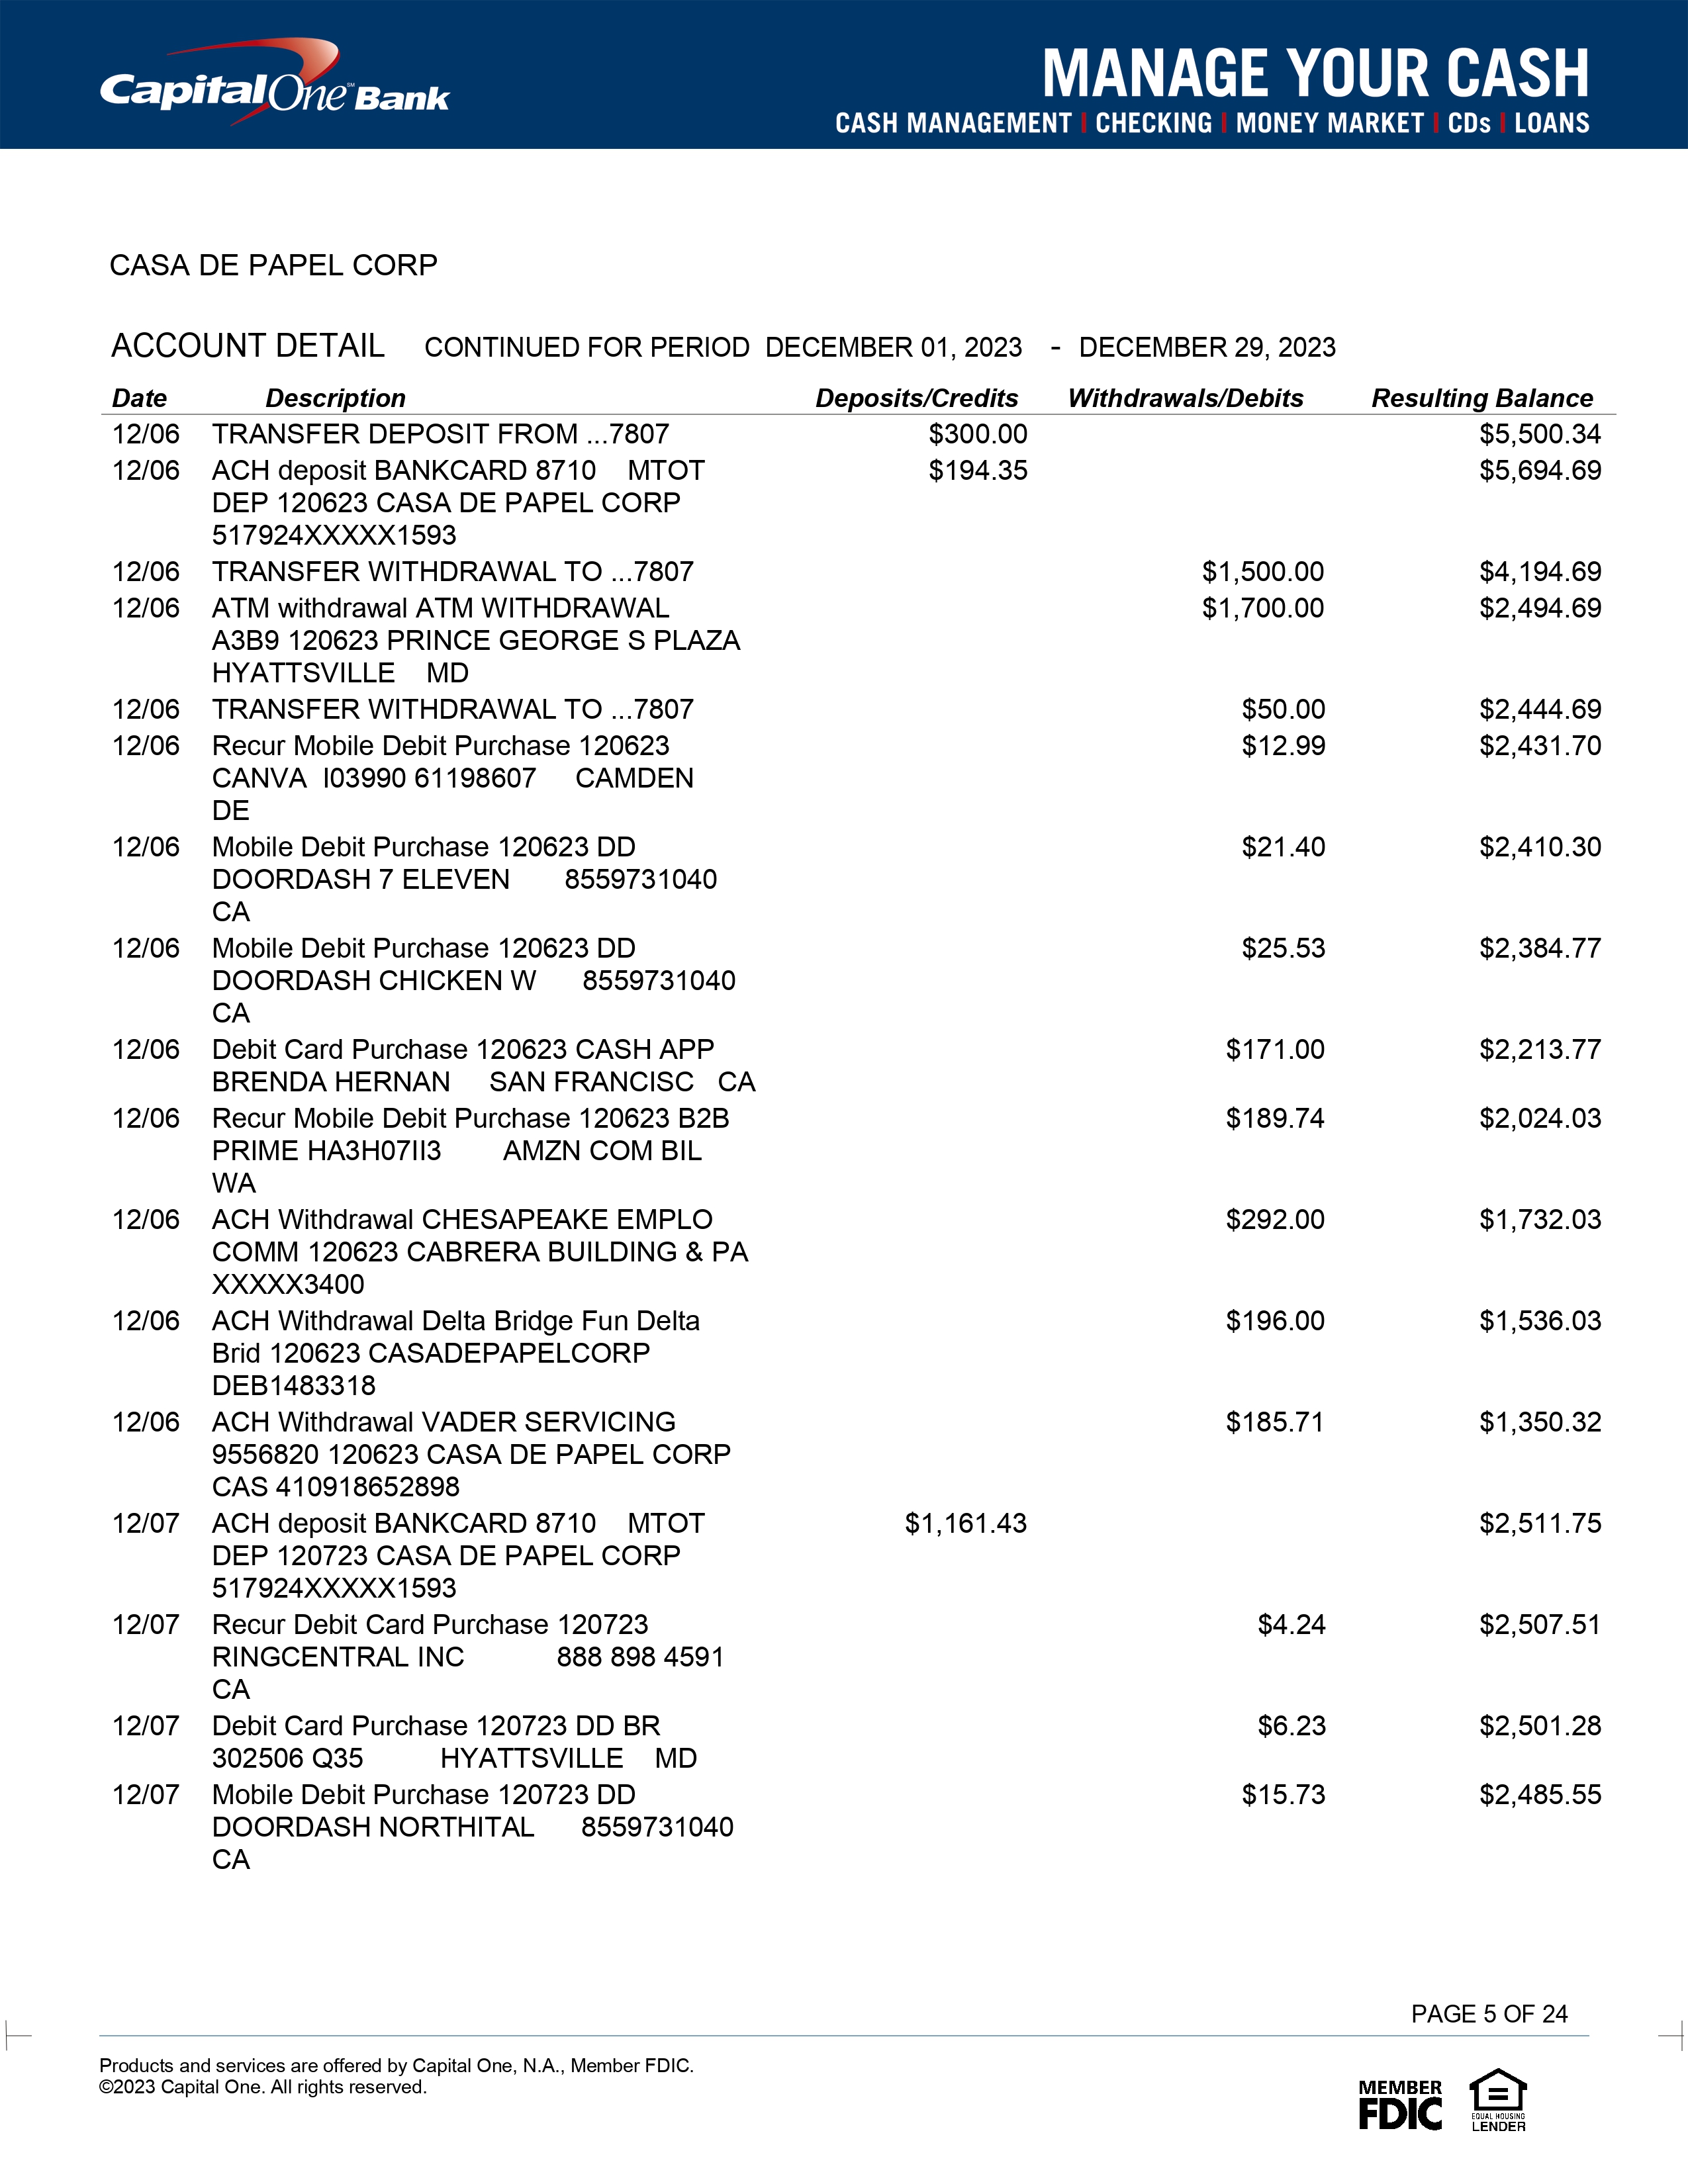 CapitalOne Bank
MANAGE YOUR CASH
CASH MANAGEMENT | CHECKING | MONEY MARKET | CDs | LOANS
CASA DE PAPEL CORP
ACCOUNT DETAIL CONTINUED FOR PERIOD DECEMBER 01, 2023 - DECEMBER 29, 2023
Date Description Deposits/Credits Withdrawals/Debits Resulting Balance
12/06 TRANSFER DEPOSIT FROM ...7807 $300.00 $5,500.34
12/06 ACH deposit BANKCARD 8710 MTOT $194.35 $5,694.69
DEP 120623 CASA DE PAPEL CORP
517924XXXXX1593
12/06 TRANSFER WITHDRAWAL TO ...7807 $1,500.00 $4,194.69
12/06 ATM withdrawal ATM WITHDRAWAL $1,700.00 $2,494.69
A3B9 120623 PRINCE GEORGE S PLAZA
HYATTSVILLE MD
12/06 TRANSFER WITHDRAWAL TO ...7807 $50.00 $2,444.69
12/06 Recur Mobile Debit Purchase 120623 $12.99 $2,431.70
CANVA I03990 61198607 CAMDEN
DE
12/06 Mobile Debit Purchase 120623 DD $21.40 $2,410.30
DOORDASH 7 ELEVEN 8559731040
CA
12/06 Mobile Debit Purchase 120623 DD $25.53 $2,384.77
DOORDASH CHICKEN W 8559731040
CA
12/06 Debit Card Purchase 120623 CASH APP $171.00 $2,213.77
BRENDA HERNAN SAN FRANCISC CA
12/06 Recur Mobile Debit Purchase 120623 B2B $189.74 $2,024.03
PRIME HA3H07II3 AMZN COM BIL
WA
12/06 ACH Withdrawal CHESAPEAKE EMPLO $292.00 $1,732.03
COMM 120623 CABRERA BUILDING & PA
XXXXX3400
12/06 ACH Withdrawal Delta Bridge Fun Delta $196.00 $1,536.03
Brid 120623 CASADEPAPELCORP
DEB1483318
12/06 ACH Withdrawal VADER SERVICING $185.71 $1,350.32
9556820 120623 CASA DE PAPEL CORP
CAS 410918652898
12/07 ACH deposit BANKCARD 8710 MTOT $1,161.43 $2,511.75
DEP 120723 CASA DE PAPEL CORP
517924XXXXX1593
12/07 Recur Debit Card Purchase 120723 $4.24 $2,507.51
RINGCENTRAL INC 888 898 4591
CA
12/07 Debit Card Purchase 120723 DD BR $6.23 $2,501.28
302506 Q35 HYATTSVILLE MD
12/07 Mobile Debit Purchase 120723 DD $15.73 $2,485.55
DOORDASH NORTHITAL 8559731040
CA
PAGE 5 OF 24
Products and services are offered by Capital One, N.A., Member FDIC.
©2023 Capital One. All rights reserved.
MEMBER
FDIC
EQUAL HOUSING
LENDER